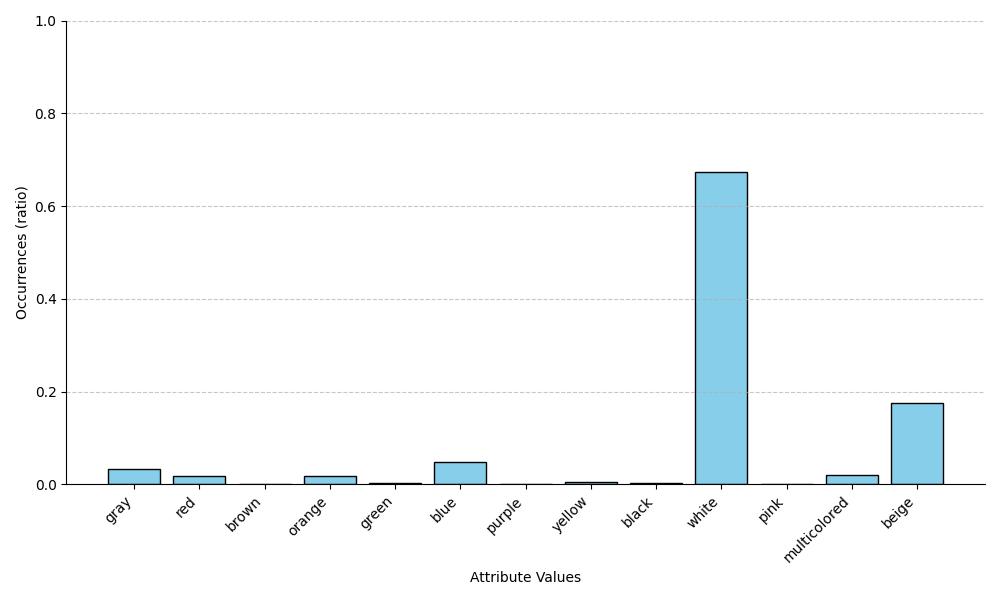 1.0
0.8
0.6
0.4
0.2
0.0
Occurrences (ratio)
gray
red
brown
orange
green
blue
purple
yellow
black
white
pink
multicolored
beige
Attribute Values